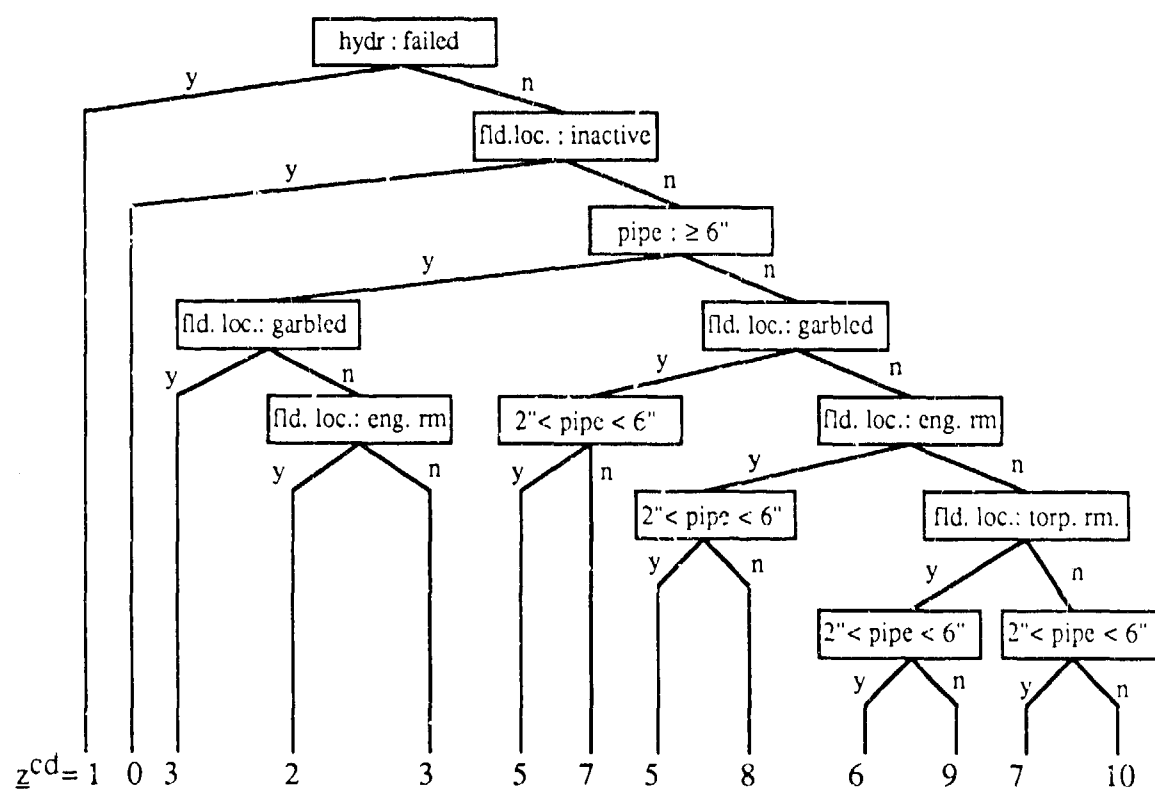 hydr : failed
y n
fld.loc. : inactive
y n
pipe : ≥ 6"
y n
fld. loc.: garbled fld. loc.: garbled
y n y n
fld. loc.: eng. rm 2"< pipe < 6" fld. loc.: eng. rm
y n y n y n
2"< pipe < 6" fld. loc.: torp. rm.
y n y n
2"< pipe < 6" 2"< pipe < 6"
y n y n
z^cd = 1 0 3 2 3 5 7 5 8 6 9 7 10